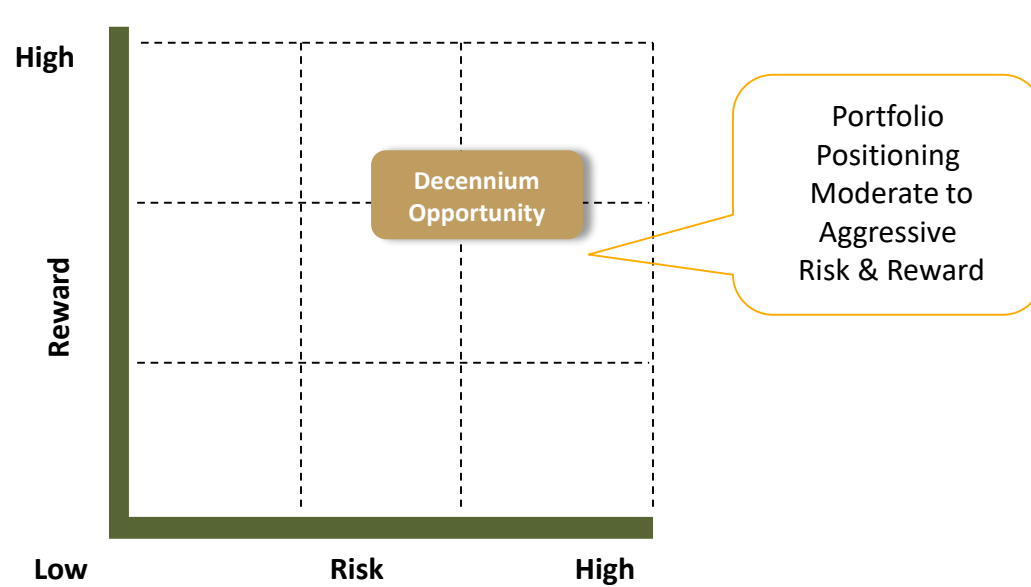 High
Decennium
Opportunity
Portfolio
Positioning
Moderate to
Aggressive
Risk & Reward
Reward
Low
Risk
High